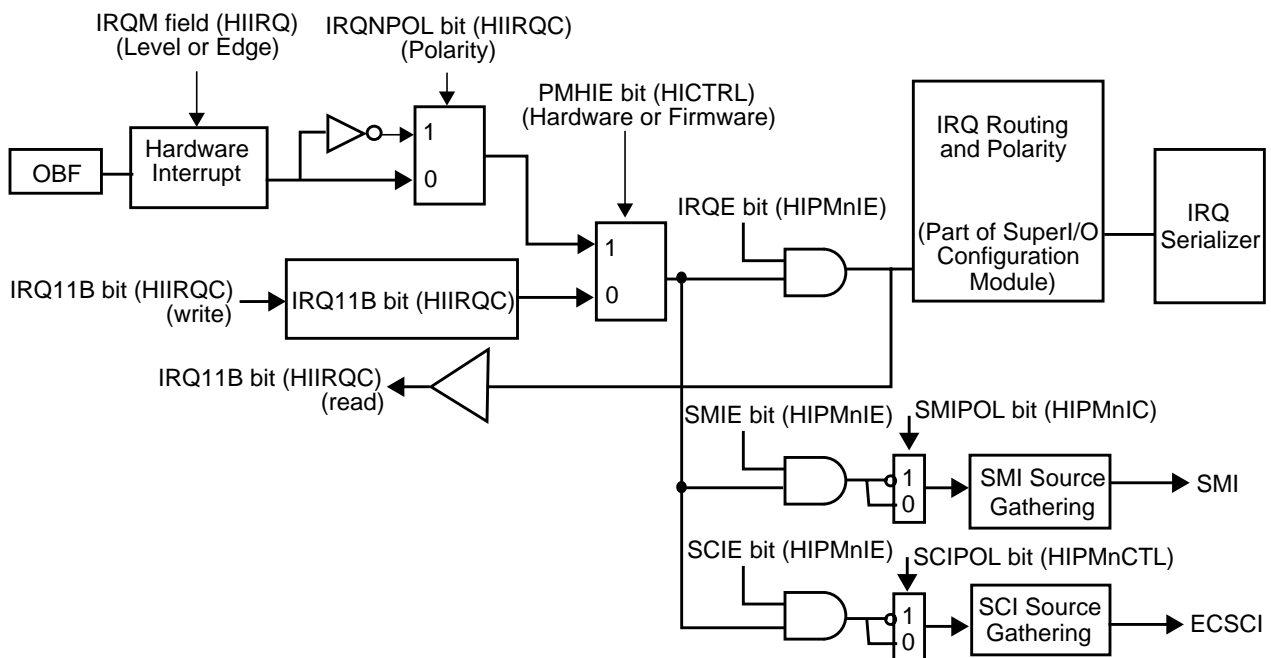 IRQM field (HIIRQ)
(Level or Edge)
IRQNPOL bit (HIIRQC)
(Polarity)
PMHIE bit (HICTRL)
(Hardware or Firmware)
OBF
Hardware
Interrupt
1
0
IRQ Routing
and Polarity
(Part of SuperI/O
Configuration
Module)
IRQ
Serializer
IRQE bit (HIPMnIE)
1
0
IRQ11B bit (HIIRQC)
(write)
IRQ11B bit (HIIRQC)
IRQ11B bit (HIIRQC)
(read)
SMIE bit (HIPMnIE)
SMIPOL bit (HIPMnIC)
1
0
SMI Source
Gathering
SMI
SCIE bit (HIPMnIE)
SCIPOL bit (HIPMnCTL)
1
0
SCI Source
Gathering
ECSCI